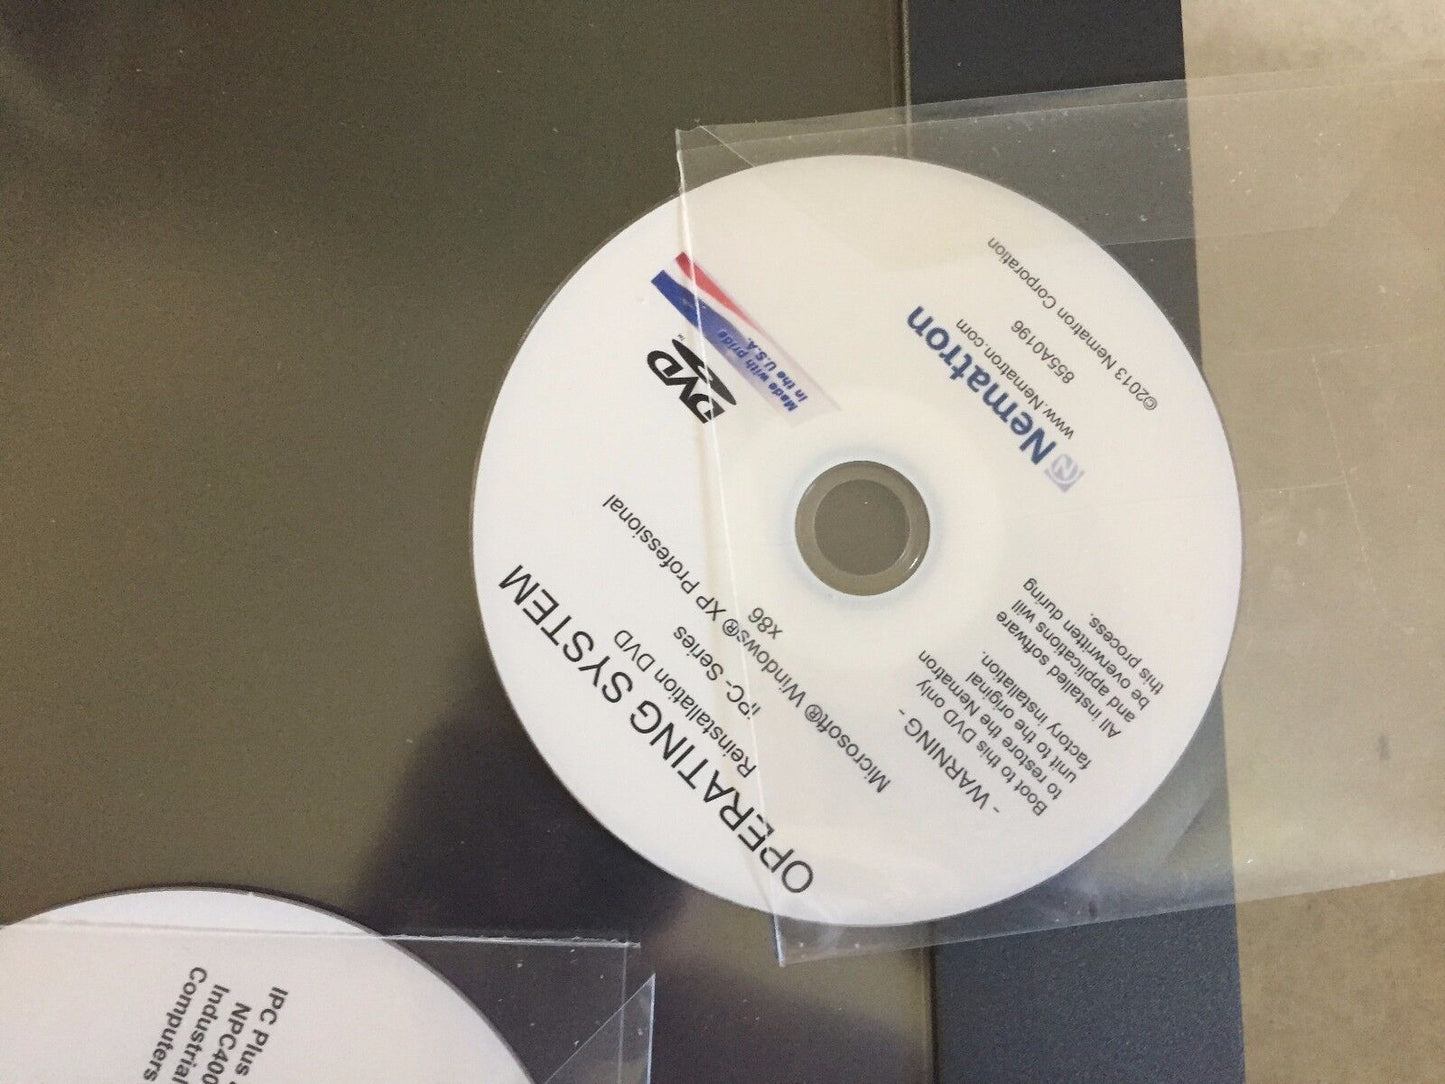 OPERATING SYSTEM
Reinstallation DVD
IPC- Series
Microsoft® Windows® XP Professional
x86
- WARNING -
Boot to this DVD only
to restore the Nematron
unit to the original
factory installation.
All installed software
and applications will
be overwritten during
this process.
DVD
™
Made with pride
in the U.S.A.
N Nematron
www.Nematron.com
855A0196
©2013 Nematron Corporation
IPC Plus
NPC400
Industrial
Computers